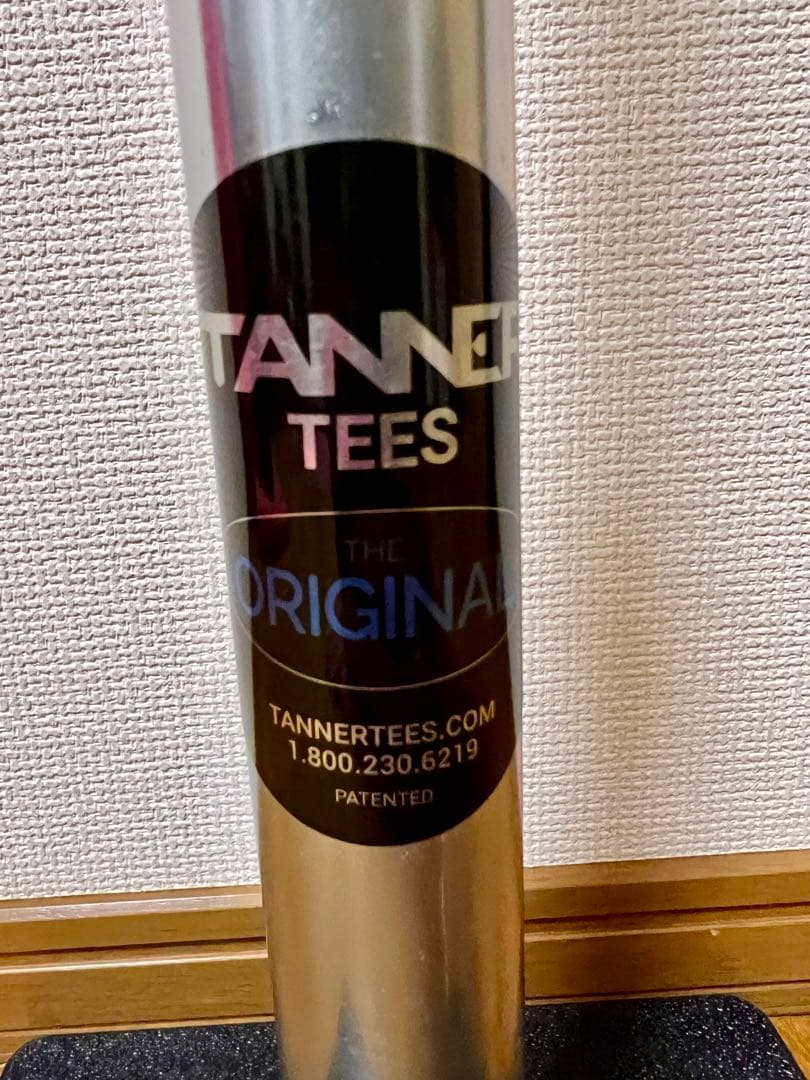 TANNER
TEES
THE
ORIGINAL
TANNERTEES.COM
1.800.230.6219
PATENTED